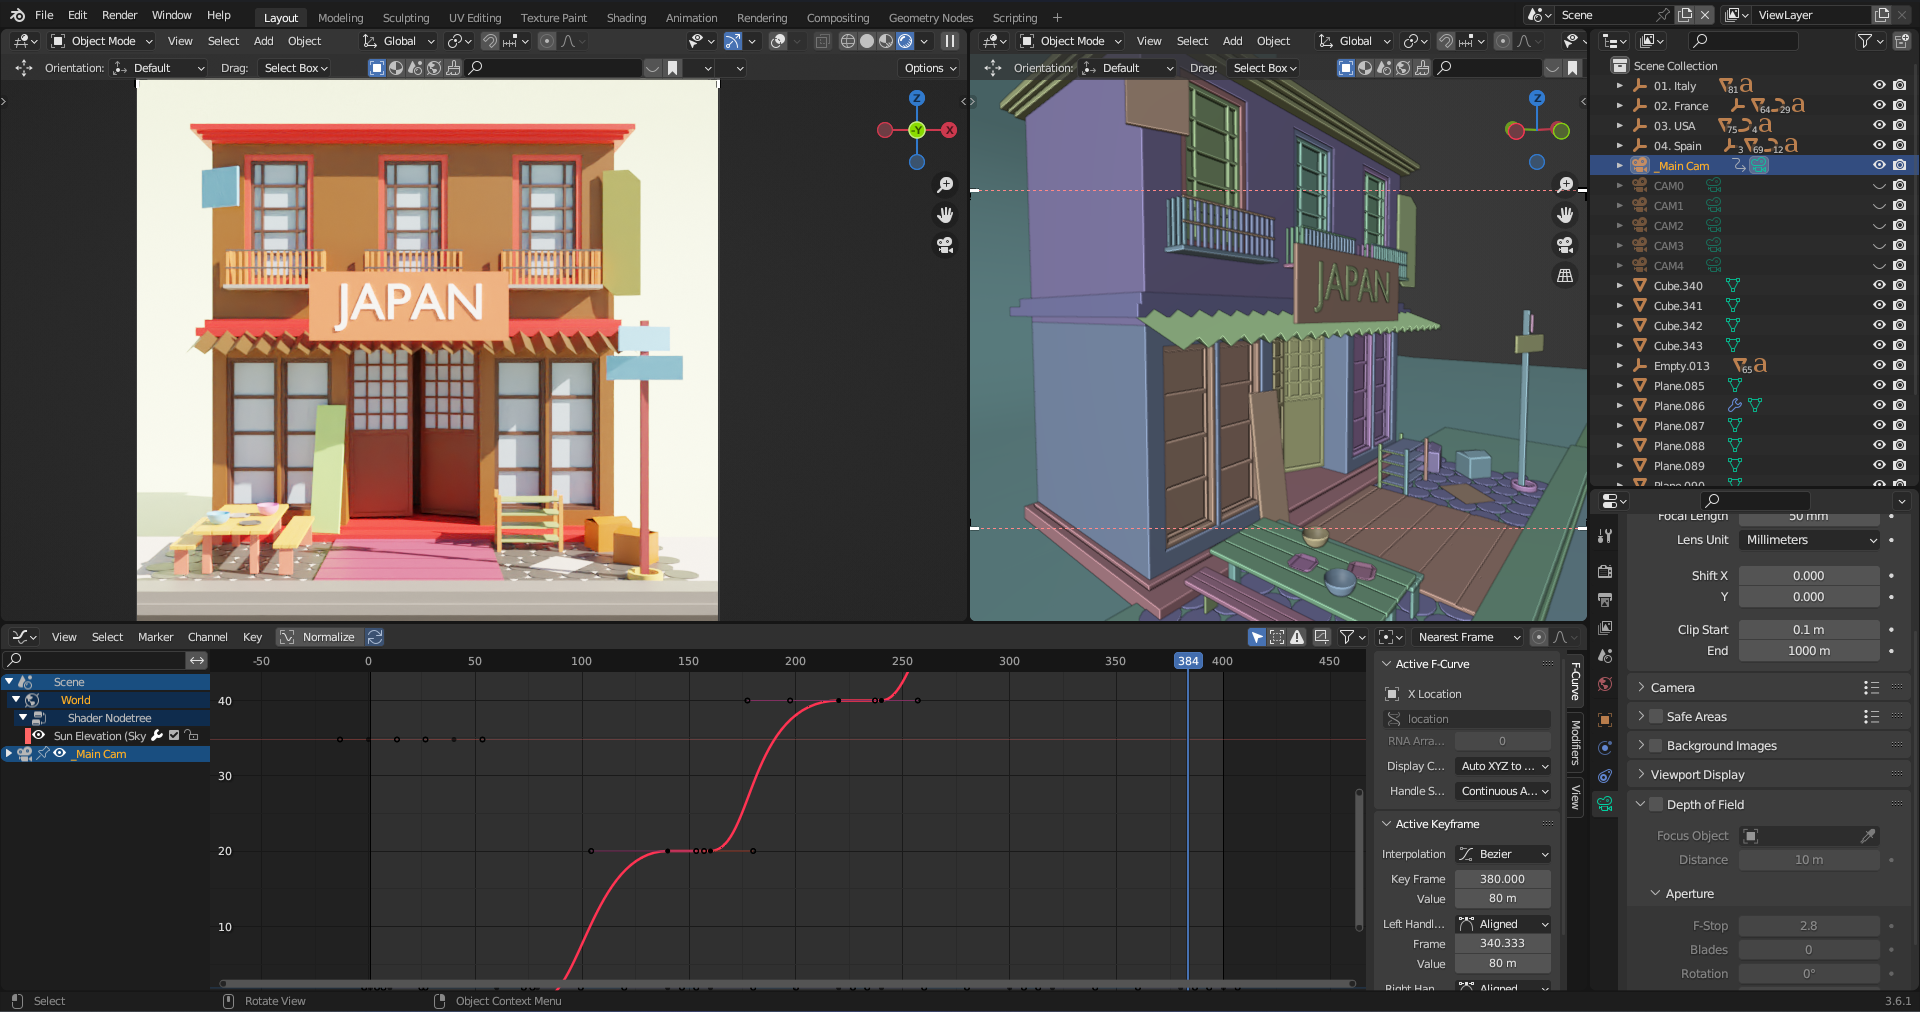 File Edit Render Window Help
Layout Modeling Sculpting UV Editing Texture Paint Shading Animation Rendering Compositing Geometry Nodes Scripting +
Scene
ViewLayer
Object Mode View Select Add Object Global
Orientation: Default Drag: Select Box Options
Z
-Y X
JAPAN
Object Mode View Select Add Object Global
Orientation: Default Drag: Select Box
Z
JAPAN
Scene Collection
01. Italy 81
02. France 64 29
03. USA 75 4
04. Spain 3 69 12
_Main Cam
CAM0
CAM1
CAM2
CAM3
CAM4
Cube.340
Cube.341
Cube.342
Cube.343
Empty.013 65
Plane.085
Plane.086
Plane.087
Plane.088
Plane.089
Plane.090
Focal Length 50 mm
Lens Unit Millimeters
Shift X 0.000
Y 0.000
Clip Start 0.1 m
End 1000 m
Camera
Safe Areas
Background Images
Viewport Display
Depth of Field
Focus Object
Distance 10 m
Aperture
F-Stop 2.8
Blades 0
Rotation 0°
View Select Marker Channel Key Normalize
Nearest Frame
-50 0 50 100 150 200 250 300 350 384 400 450
Scene
World
Shader Nodetree
Sun Elevation (Sky
_Main Cam
40
30
20
10
Active F-Curve
X Location
location
RNA Arra... 0
Display C... Auto XYZ to ...
Handle S... Continuous A...
Active Keyframe
Interpolation Bezier
Key Frame 380.000
Value 80 m
Left Handl... Aligned
Frame 340.333
Value 80 m
Right Han... Aligned
F-Curve
Modifiers
View
Select
Rotate View
Object Context Menu
3.6.1